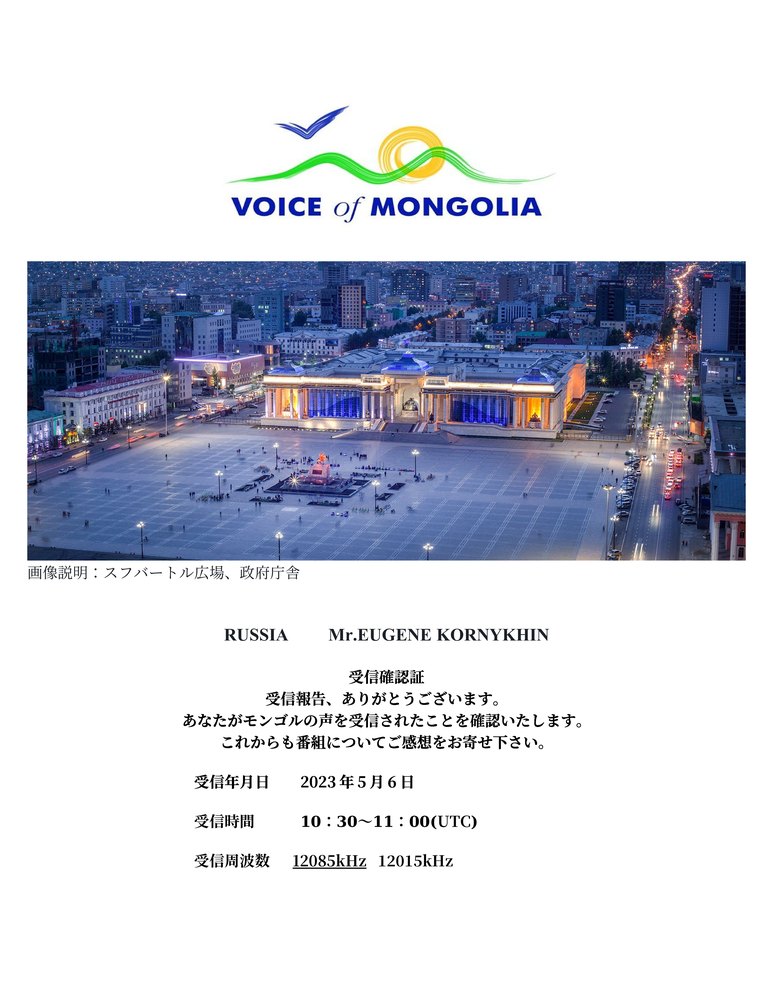 VOICE of MONGOLIA
画像説明：スフバートル広場、政府庁舎
RUSSIA Mr.EUGENE KORNYKHIN
受信確認証
受信報告、ありがとうございます。
あなたがモンゴルの声を受信されたことを確認いたします。
これからも番組についてご感想をお寄せ下さい。
受信年月日 2023年5月6日
受信時間 10：30～11：00(UTC)
受信周波数 12085kHz 12015kHz